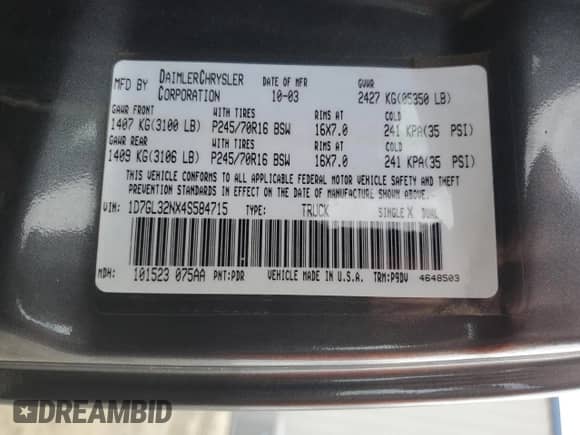 MFD BY DAIMLERCHRYSLER CORPORATION DATE OF MFR 10-03 GVWR 2427 KG(05350 LB)
GAWR FRONT WITH TIRES RIMS AT COLD
1407 KG(3100 LB) P245/70R16 BSW 16X7.0 241 KPA(35 PSI)
GAWR REAR WITH TIRES RIMS AT COLD
1409 KG(3106 LB) P245/70R16 BSW 16X7.0 241 KPA(35 PSI)
THIS VEHICLE CONFORMS TO ALL APPLICABLE FEDERAL MOTOR VEHICLE SAFETY AND THEFT
PREVENTION STANDARDS IN EFFECT ON THE DATE OF MANUFACTURE SHOWN ABOVE.
VIN: 1D7GL32NX4S584715 TYPE: TRUCK SINGLE X DUAL
MDH: 101523 075AA PNT:PDR VEHICLE MADE IN U.S.A. TRM:P9DV 4648503
DREAMBID